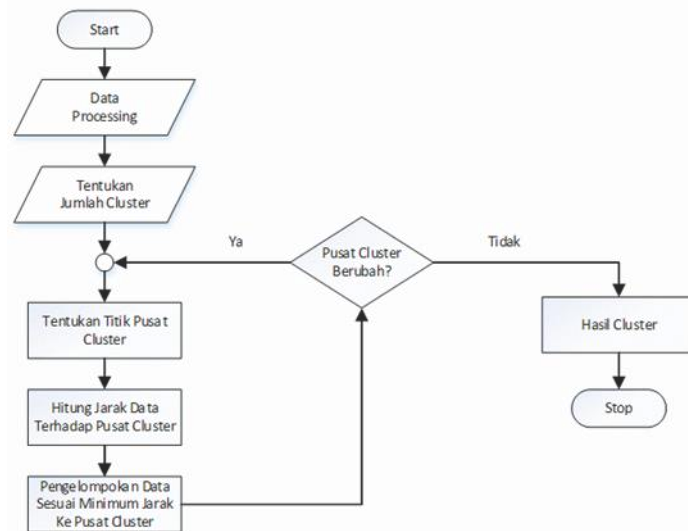 Start
Data
Processing
Tentukan
Jumlah Cluster
Ya
Pusat Cluster
Berubah?
Tidak
Tentukan Titik Pusat
Cluster
Hasil Cluster
Hitung Jarak Data
Terhadap Pusat Cluster
Stop
Pengelompokan Data
Sesuai Minimum Jarak
Ke Pusat Cluster